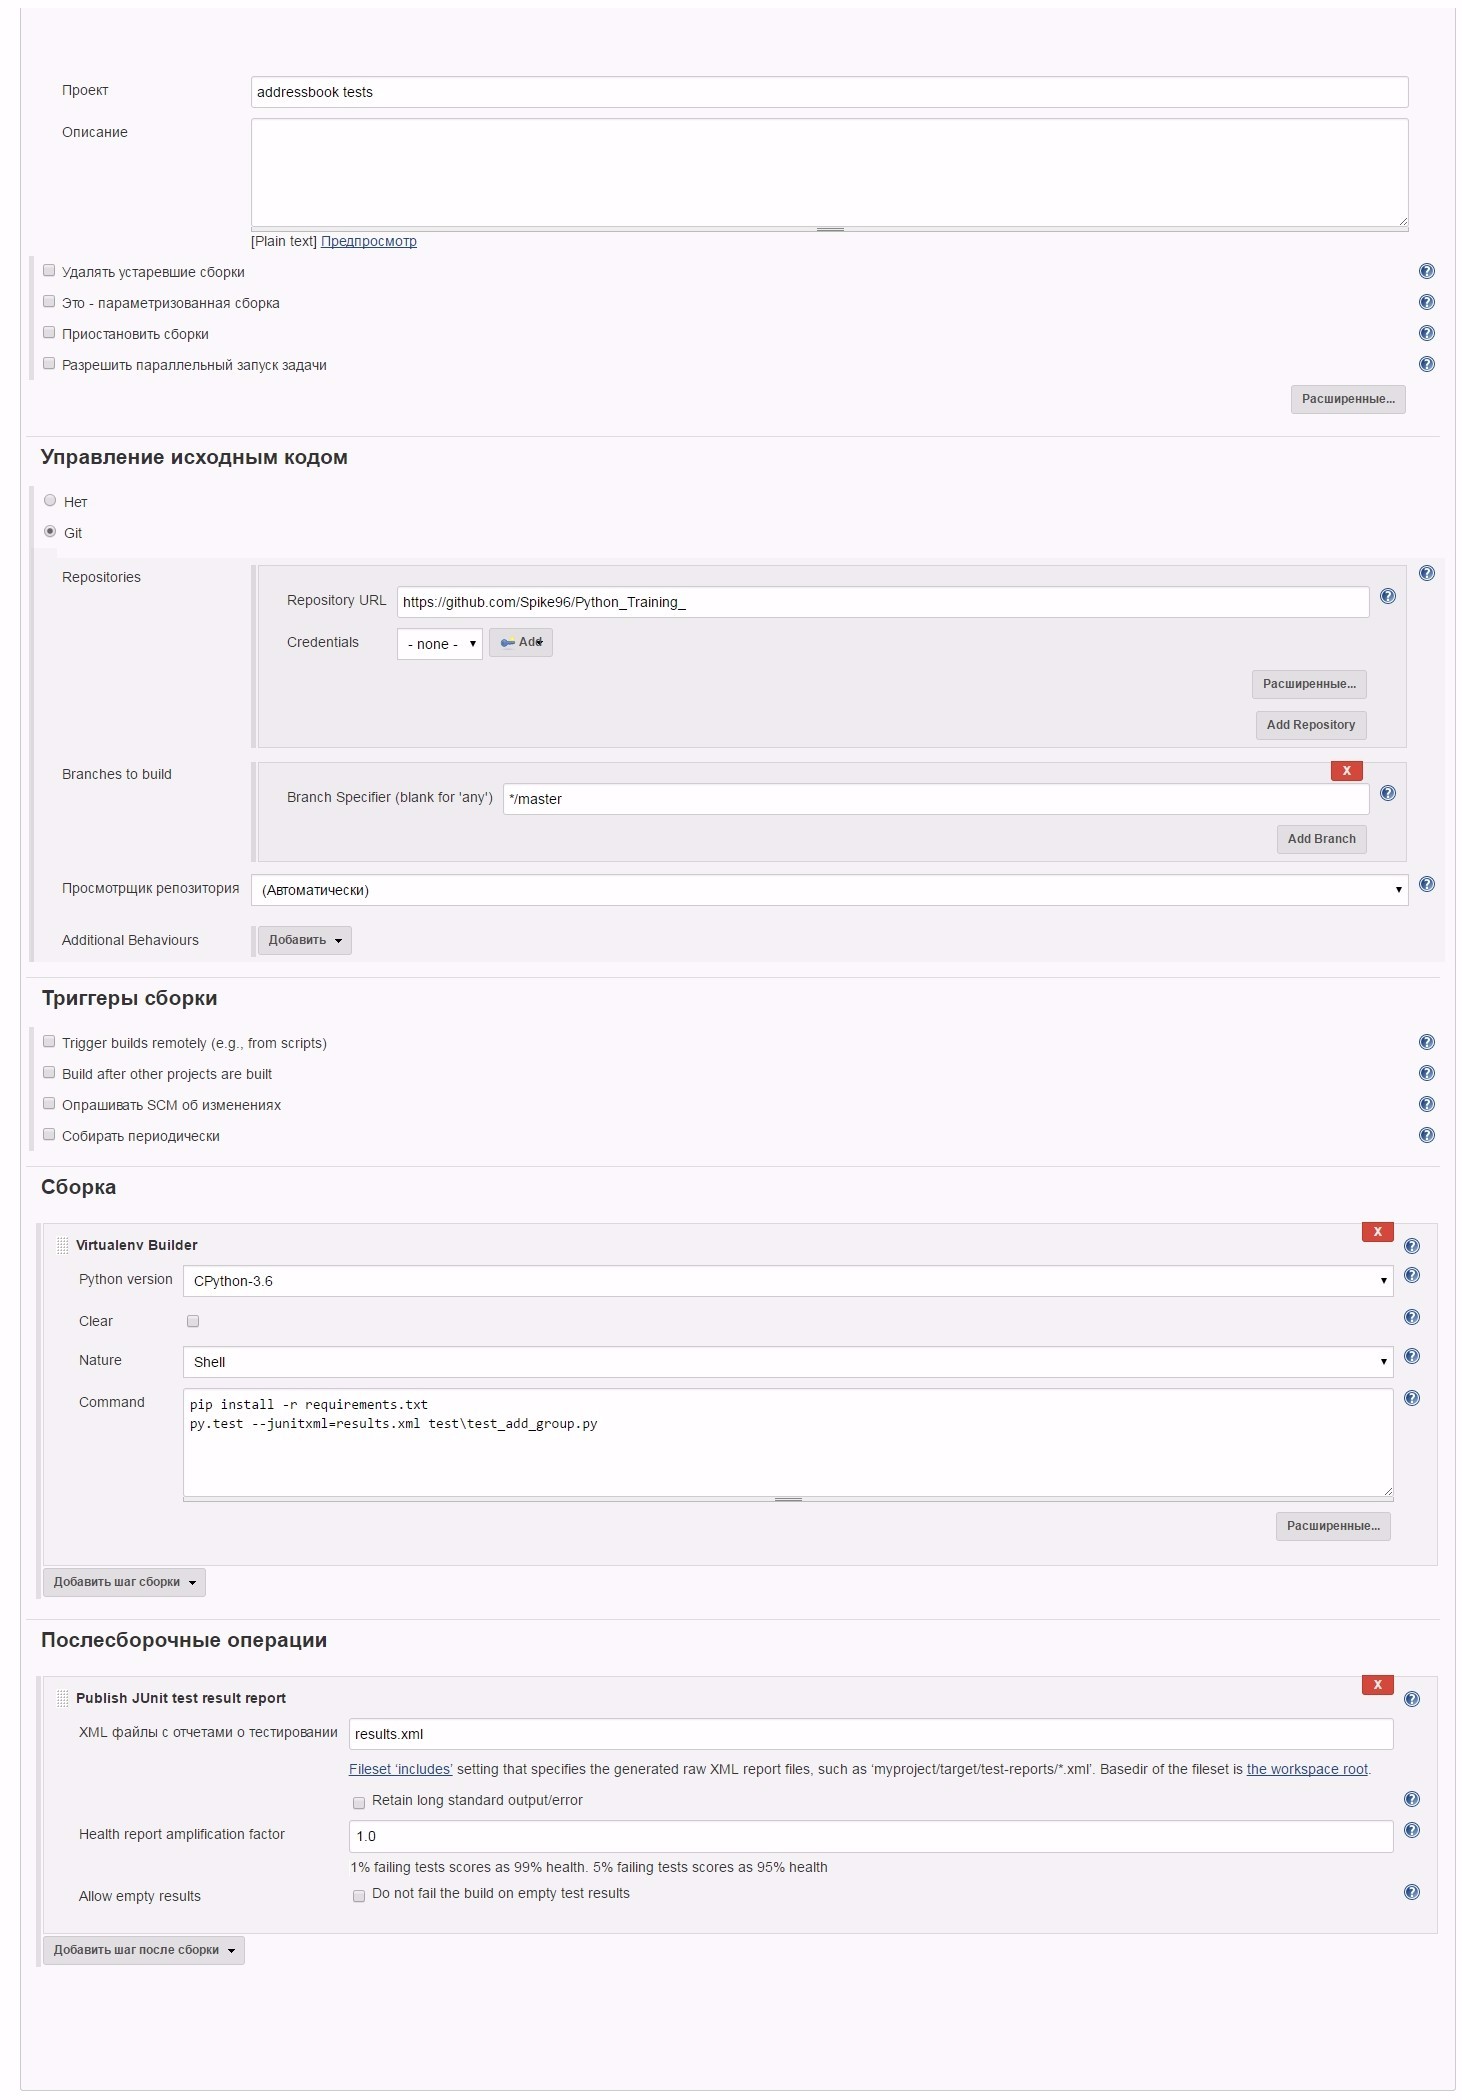 Проект
addressbook tests
Описание
[Plain text] Предпросмотр
Удалять устаревшие сборки
Это - параметризованная сборка
Приостановить сборки
Разрешить параллельный запуск задачи
Расширенные...
Управление исходным кодом
Нет
Git
Repositories
Repository URL
https://github.com/Spike96/Python_Training_
Credentials
- none -
Add
Расширенные...
Add Repository
Branches to build
X
Branch Specifier (blank for 'any')
*/master
Add Branch
Просмотрщик репозитория
(Автоматически)
Additional Behaviours
Добавить
Триггеры сборки
Trigger builds remotely (e.g., from scripts)
Build after other projects are built
Опрашивать SCM об изменениях
Собирать периодически
Сборка
X
Virtualenv Builder
Python version
CPython-3.6
Clear
Nature
Shell
Command
pip install -r requirements.txt
py.test --junitxml=results.xml test\test_add_group.py
Расширенные...
Добавить шаг сборки
Послесборочные операции
X
Publish JUnit test result report
XML файлы с отчетами о тестировании
results.xml
Fileset ‘includes’ setting that specifies the generated raw XML report files, such as ‘myproject/target/test-reports/*.xml’. Basedir of the fileset is the workspace root.
Retain long standard output/error
Health report amplification factor
1.0
1% failing tests scores as 99% health. 5% failing tests scores as 95% health
Allow empty results
Do not fail the build on empty test results
Добавить шаг после сборки